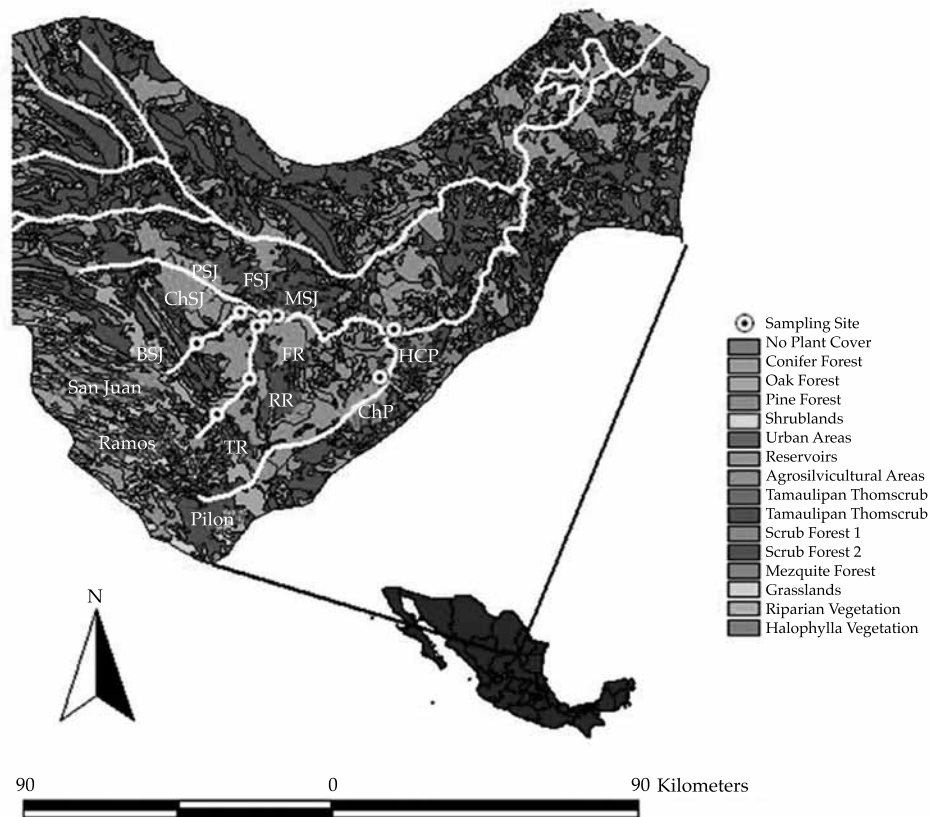 PSJ
FSJ
ChSJ
MSJ
BSJ
FR
HCP
San Juan
RR
ChP
Ramos
TR
Pilon
Sampling Site
No Plant Cover
Conifer Forest
Oak Forest
Pine Forest
Shrublands
Urban Areas
Reservoirs
Agrosilvicultural Areas
Tamaulipan Thomscrub
Tamaulipan Thomscrub
Scrub Forest 1
Scrub Forest 2
Mezquite Forest
Grasslands
Riparian Vegetation
Halophylla Vegetation
N
90 0 90 Kilometers